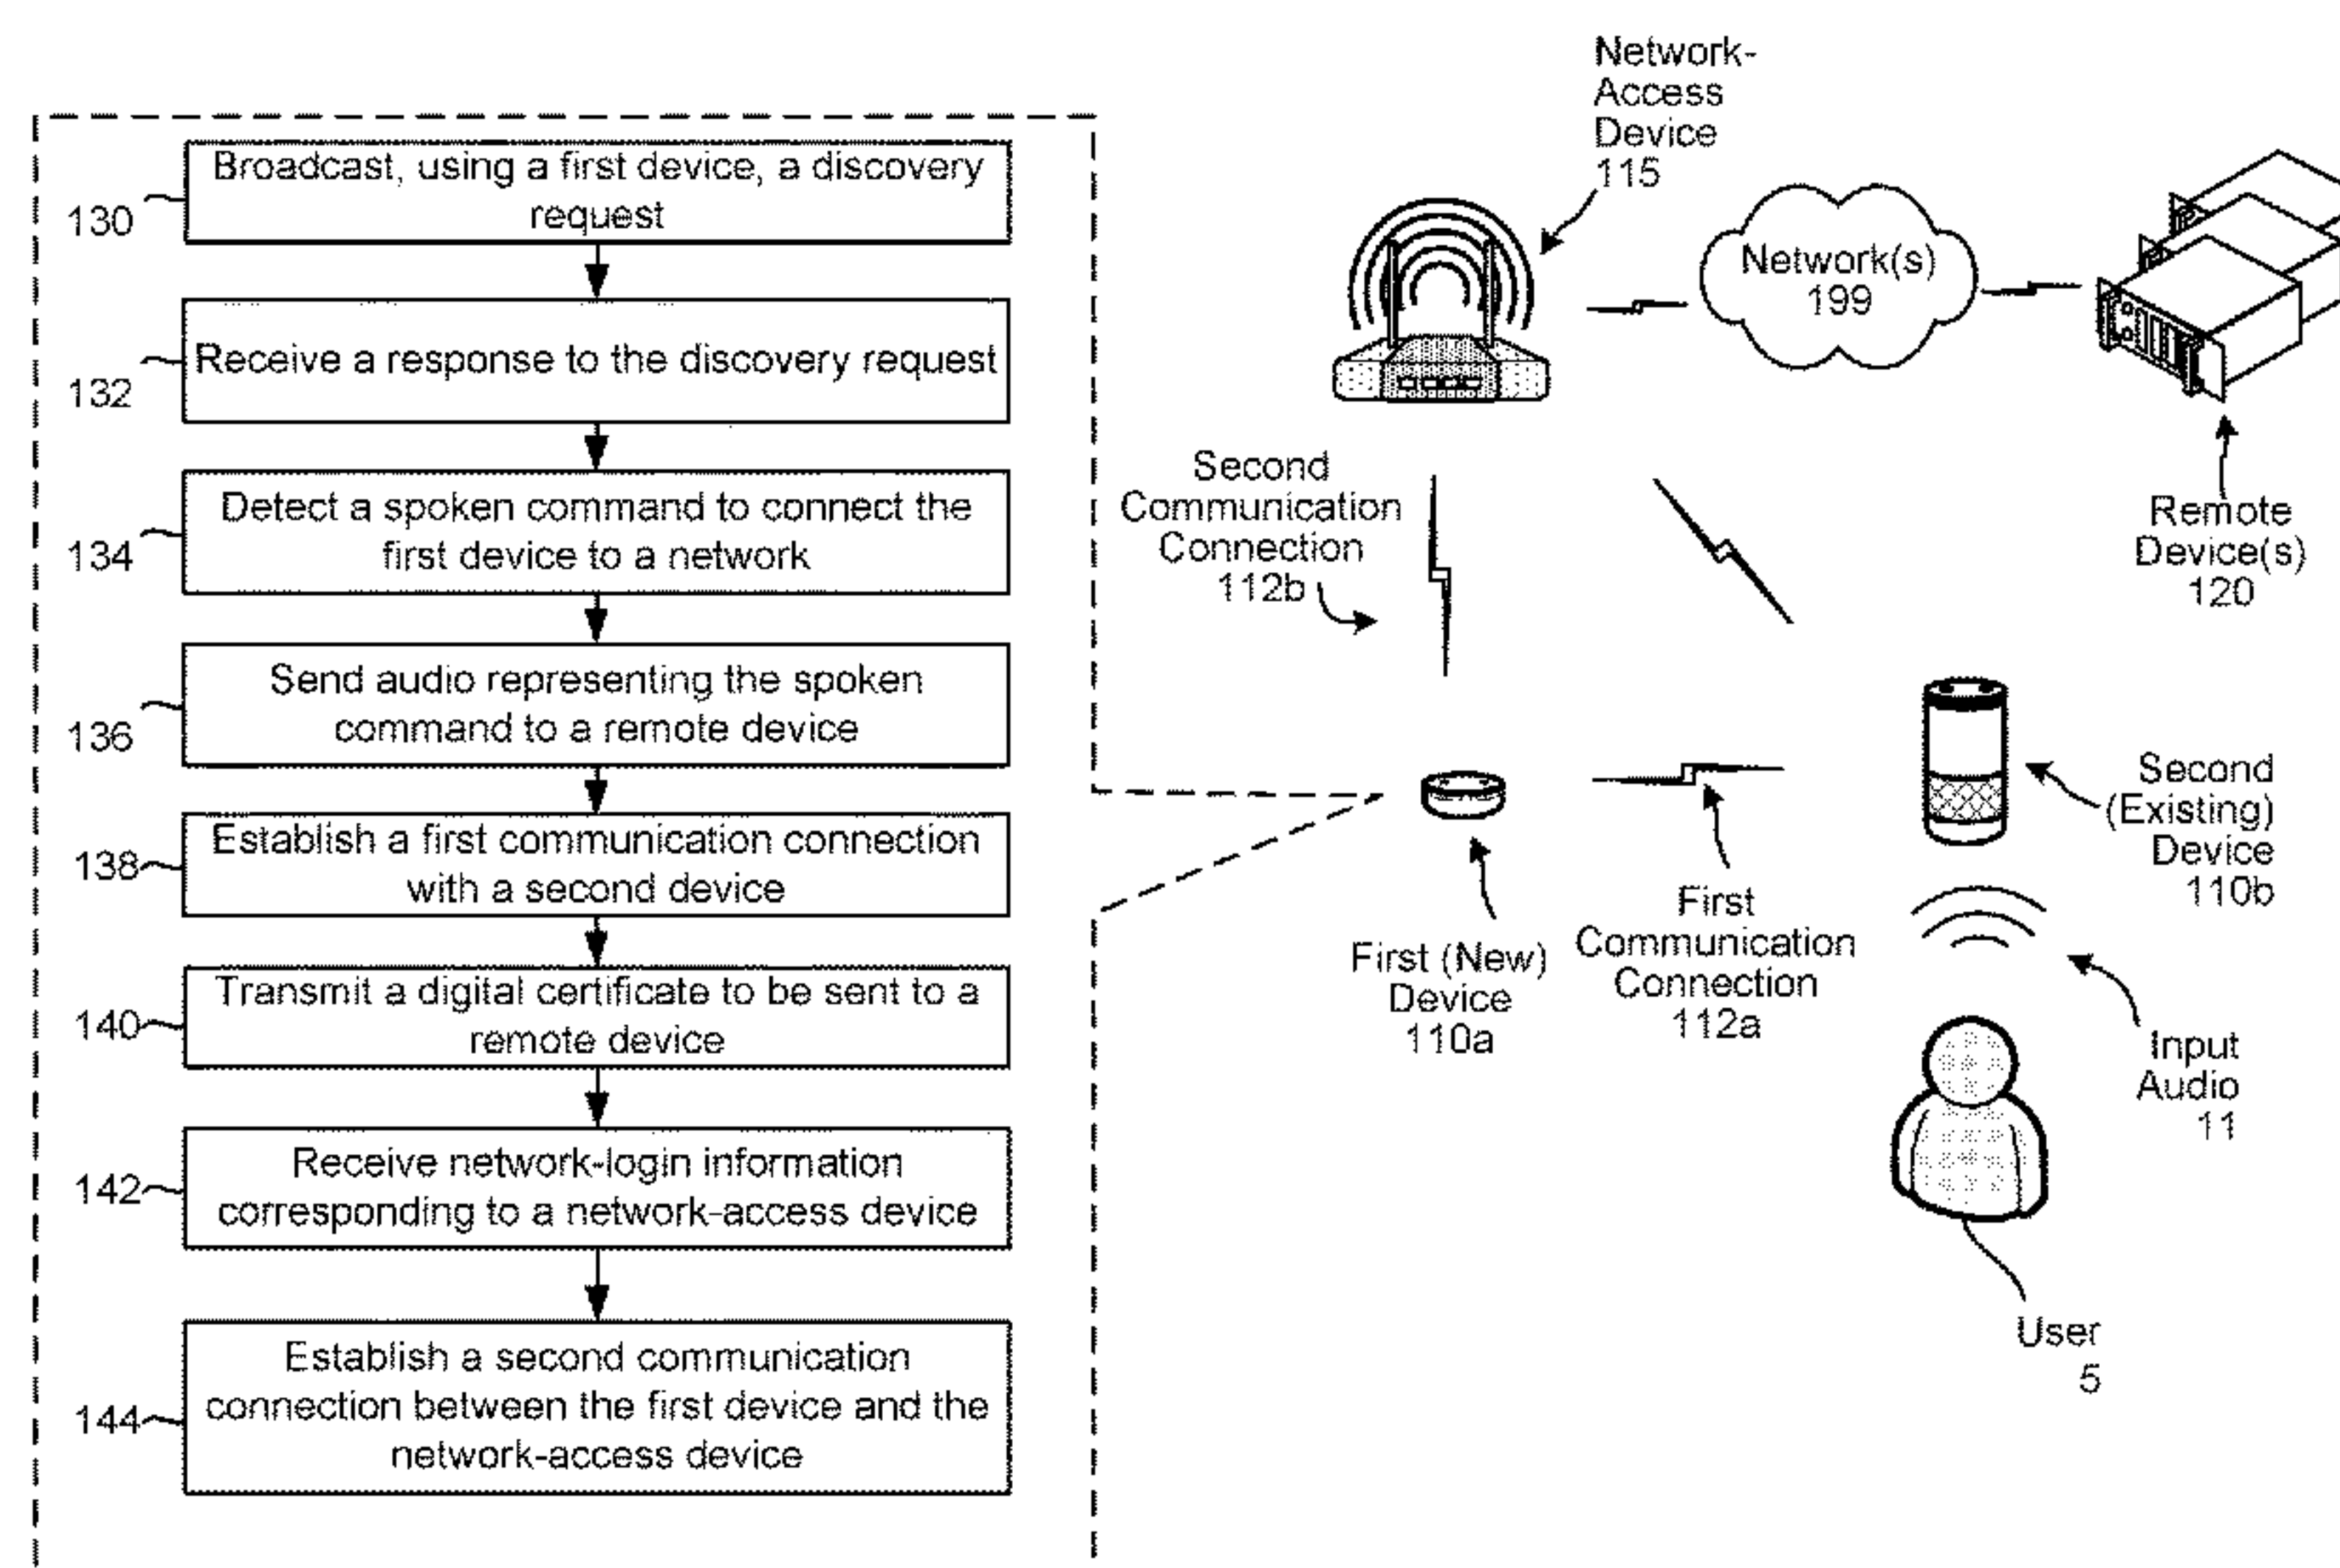 Broadcast, using a first device, a discovery
request
130
Receive a response to the discovery request
132
Detect a spoken command to connect the
first device to a network
134
Send audio representing the spoken
command to a remote device
136
Establish a first communication connection
with a second device
138
Transmit a digital certificate to be sent to a
remote device
140
Receive network-login information
corresponding to a network-access device
142
Establish a second communication
connection between the first device and the
network-access device
144
Network-
Access
Device
115
Network(s)
199
Remote
Device(s)
120
Second
Communication
Connection
112b
Second
(Existing)
Device
110b
First (New)
Device
110a
First
Communication
Connection
112a
Input
Audio
11
User
5